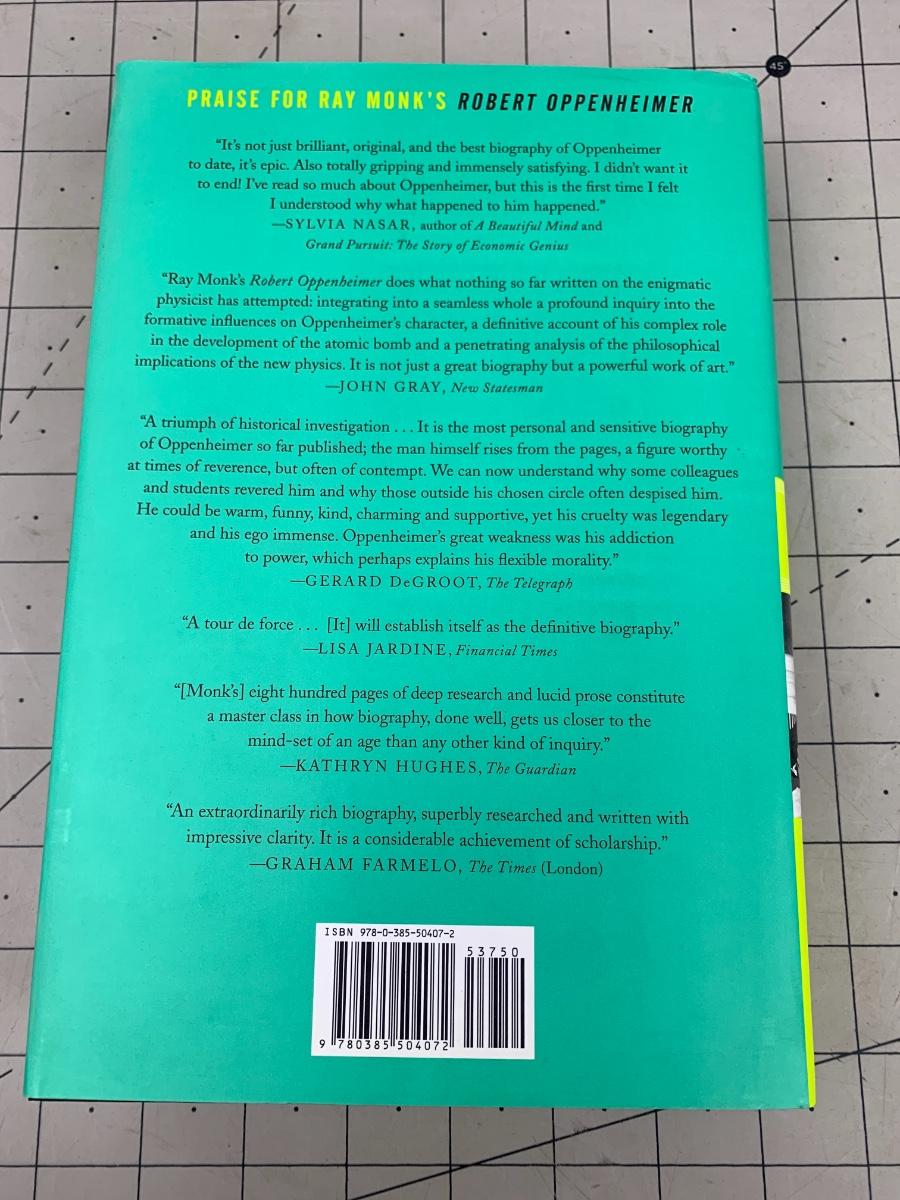 45°
PRAISE FOR RAY MONK'S ROBERT OPPENHEIMER
“It's not just brilliant, original, and the best biography of Oppenheimer
to date, it's epic. Also totally gripping and immensely satisfying. I didn't want it
to end! I've read so much about Oppenheimer, but this is the first time I felt
I understood why what happened to him happened.”
—SYLVIA NASAR, author of A Beautiful Mind and
Grand Pursuit: The Story of Economic Genius
“Ray Monk's Robert Oppenheimer does what nothing so far written on the enigmatic
physicist has attempted: integrating into a seamless whole a profound inquiry into the
formative influences on Oppenheimer's character, a definitive account of his complex role
in the development of the atomic bomb and a penetrating analysis of the philosophical
implications of the new physics. It is not just a great biography but a powerful work of art.”
—JOHN GRAY, New Statesman
“A triumph of historical investigation . . . It is the most personal and sensitive biography
of Oppenheimer so far published; the man himself rises from the pages, a figure worthy
at times of reverence, but often of contempt. We can now understand why some colleagues
and students revered him and why those outside his chosen circle often despised him.
He could be warm, funny, kind, charming and supportive, yet his cruelty was legendary
and his ego immense. Oppenheimer's great weakness was his addiction
to power, which perhaps explains his flexible morality.”
—GERARD DeGROOT, The Telegraph
“A tour de force . . . [It] will establish itself as the definitive biography.”
—LISA JARDINE, Financial Times
“[Monk's] eight hundred pages of deep research and lucid prose constitute
a master class in how biography, done well, gets us closer to the
mind-set of an age than any other kind of inquiry.”
—KATHRYN HUGHES, The Guardian
“An extraordinarily rich biography, superbly researched and written with
impressive clarity. It is a considerable achievement of scholarship.”
—GRAHAM FARMELO, The Times (London)
ISBN 978-0-385-50407-2
53750
9 780385 504072